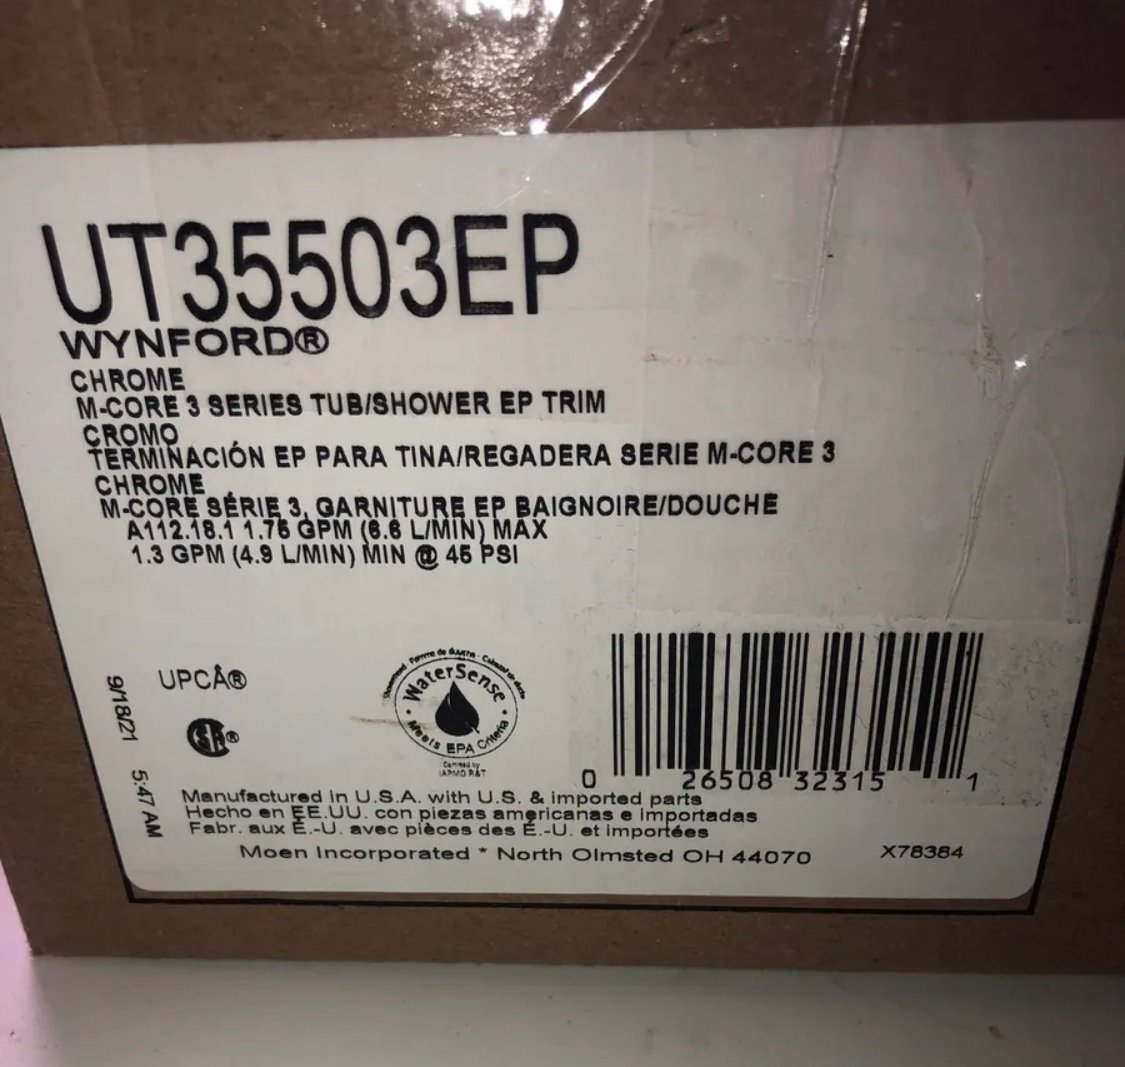 UT35503EP
WYNFORD®
CHROME
M-CORE 3 SERIES TUB/SHOWER EP TRIM
CROMO
TERMINACIÓN EP PARA TINA/REGADERA SERIE M-CORE 3
CHROME
M-CORE SÉRIE 3, GARNITURE EP BAIGNOIRE/DOUCHE
A112.18.1 1.75 GPM (6.6 L/MIN) MAX
1.3 GPM (4.9 L/MIN) MIN @ 45 PSI
9/18/21 5:47 AM
UPCÂ®
®
WaterSense
Meets EPA Criteria
Certified by
IAPMO R&T
0 26508 32315 1
Manufactured in U.S.A. with U.S. & imported parts
Hecho en EE.UU. con piezas americanas e importadas
Fabr. aux É.-U. avec pièces des É.-U. et importées
Moen Incorporated * North Olmsted OH 44070
X78384